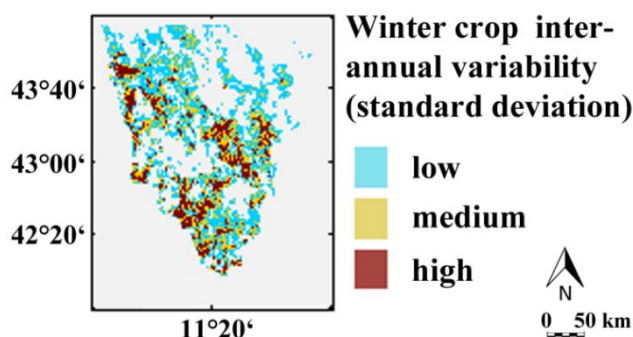 Winter crop inter-
annual variability
(standard deviation)
43°40‘
43°00‘
42°20‘
11°20‘
low
medium
high
N
0 50 km